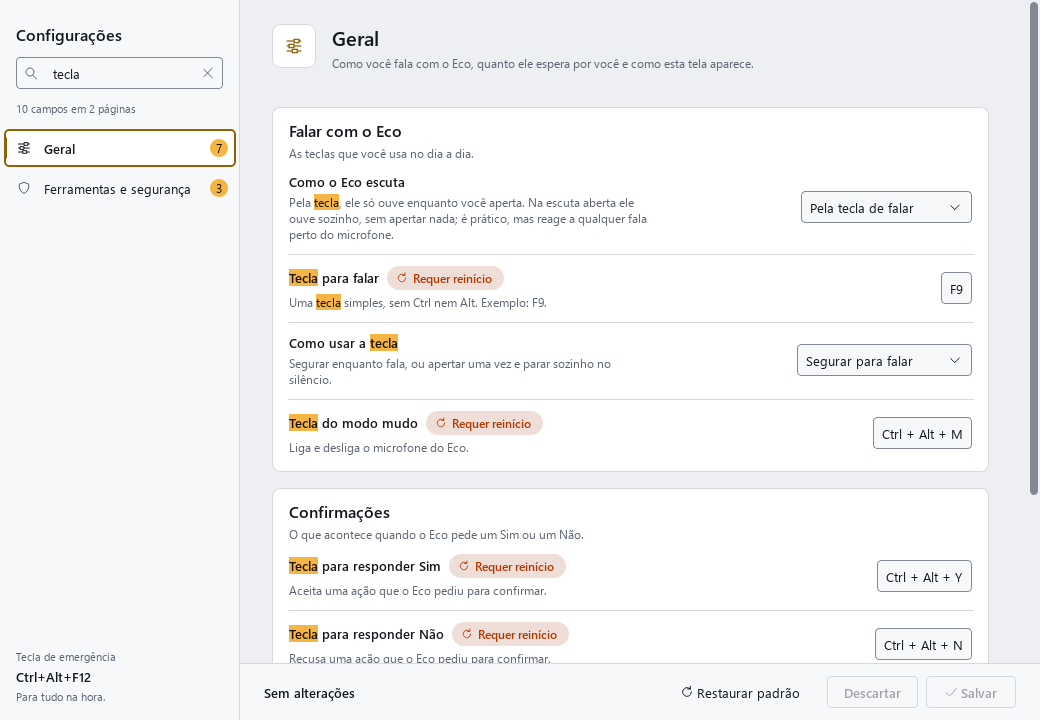 Configurações
tecla
10 campos em 2 páginas
Geral
7
Ferramentas e segurança
3
Tecla de emergência
Ctrl+Alt+F12
Para tudo na hora.
Geral
Como você fala com o Eco, quanto ele espera por você e como esta tela aparece.
Falar com o Eco
As teclas que você usa no dia a dia.
Como o Eco escuta
Pela tecla, ele só ouve enquanto você aperta. Na escuta aberta ele
ouve sozinho, sem apertar nada; é prático, mas reage a qualquer fala
perto do microfone.
Pela tecla de falar
Tecla para falar
Requer reinício
Uma tecla simples, sem Ctrl nem Alt. Exemplo: F9.
F9
Como usar a tecla
Segurar enquanto fala, ou apertar uma vez e parar sozinho no
silêncio.
Segurar para falar
Tecla do modo mudo
Requer reinício
Liga e desliga o microfone do Eco.
Ctrl + Alt + M
Confirmações
O que acontece quando o Eco pede um Sim ou um Não.
Tecla para responder Sim
Requer reinício
Aceita uma ação que o Eco pediu para confirmar.
Ctrl + Alt + Y
Tecla para responder Não
Requer reinício
Recusa uma ação que o Eco pediu para confirmar.
Ctrl + Alt + N
Sem alterações
Restaurar padrão
Descartar
Salvar